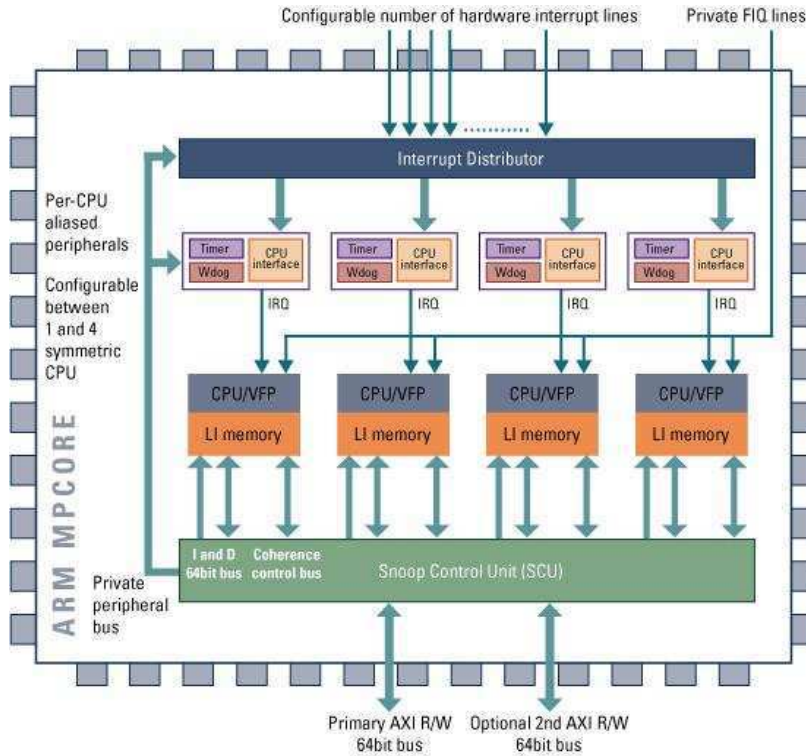 Configurable number of hardware interrupt lines
Private FIQ lines
Interrupt Distributor
Per-CPU
aliased
peripherals
Configurable
between
1 and 4
symmetric
CPU
Timer
Wdog
CPU
interface
Timer
Wdog
CPU
interface
Timer
Wdog
CPU
interface
Timer
Wdog
CPU
interface
IRQ
IRQ
IRQ
IRQ
CPU/VFP
LI memory
CPU/VFP
LI memory
CPU/VFP
LI memory
CPU/VFP
LI memory
ARM MPCORE
I and D
64bit bus
Coherence
control bus
Snoop Control Unit (SCU)
Private
peripheral
bus
Primary AXI R/W
64bit bus
Optional 2nd AXI R/W
64bit bus